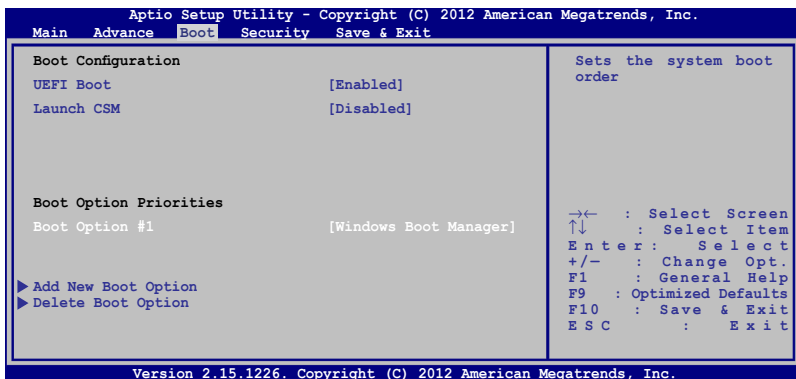 Aptio Setup Utility - Copyright (C) 2012 American Megatrends, Inc.
Main Advance Boot Security Save & Exit
Boot Configuration
UEFI Boot [Enabled]
Launch CSM [Disabled]
Boot Option Priorities
Boot Option #1 [Windows Boot Manager]
Add New Boot Option
Delete Boot Option
Sets the system boot
order
→← : Select Screen
↑↓ : Select Item
Enter: Select
+/— : Change Opt.
F1 : General Help
F9 : Optimized Defaults
F10 : Save & Exit
ESC : Exit
Version 2.15.1226. Copyright (C) 2012 American Megatrends, Inc.